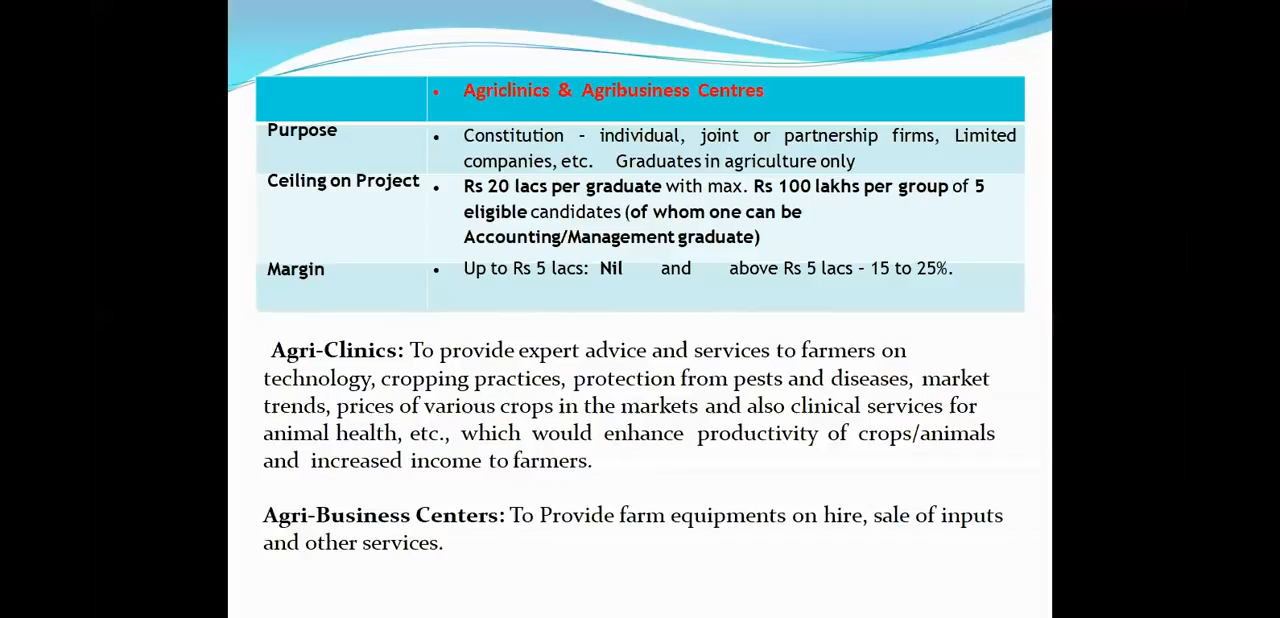 • Agriclinics & Agribusiness Centres
Purpose
• Constitution – individual, joint or partnership firms, Limited
companies, etc. Graduates in agriculture only
Ceiling on Project
• Rs 20 lacs per graduate with max. Rs 100 lakhs per group of 5
eligible candidates (of whom one can be
Accounting/Management graduate)
Margin
• Up to Rs 5 lacs: Nil and above Rs 5 lacs – 15 to 25%.
Agri-Clinics: To provide expert advice and services to farmers on
technology, cropping practices, protection from pests and diseases, market
trends, prices of various crops in the markets and also clinical services for
animal health, etc., which would enhance productivity of crops/animals
and increased income to farmers.
Agri-Business Centers: To Provide farm equipments on hire, sale of inputs
and other services.